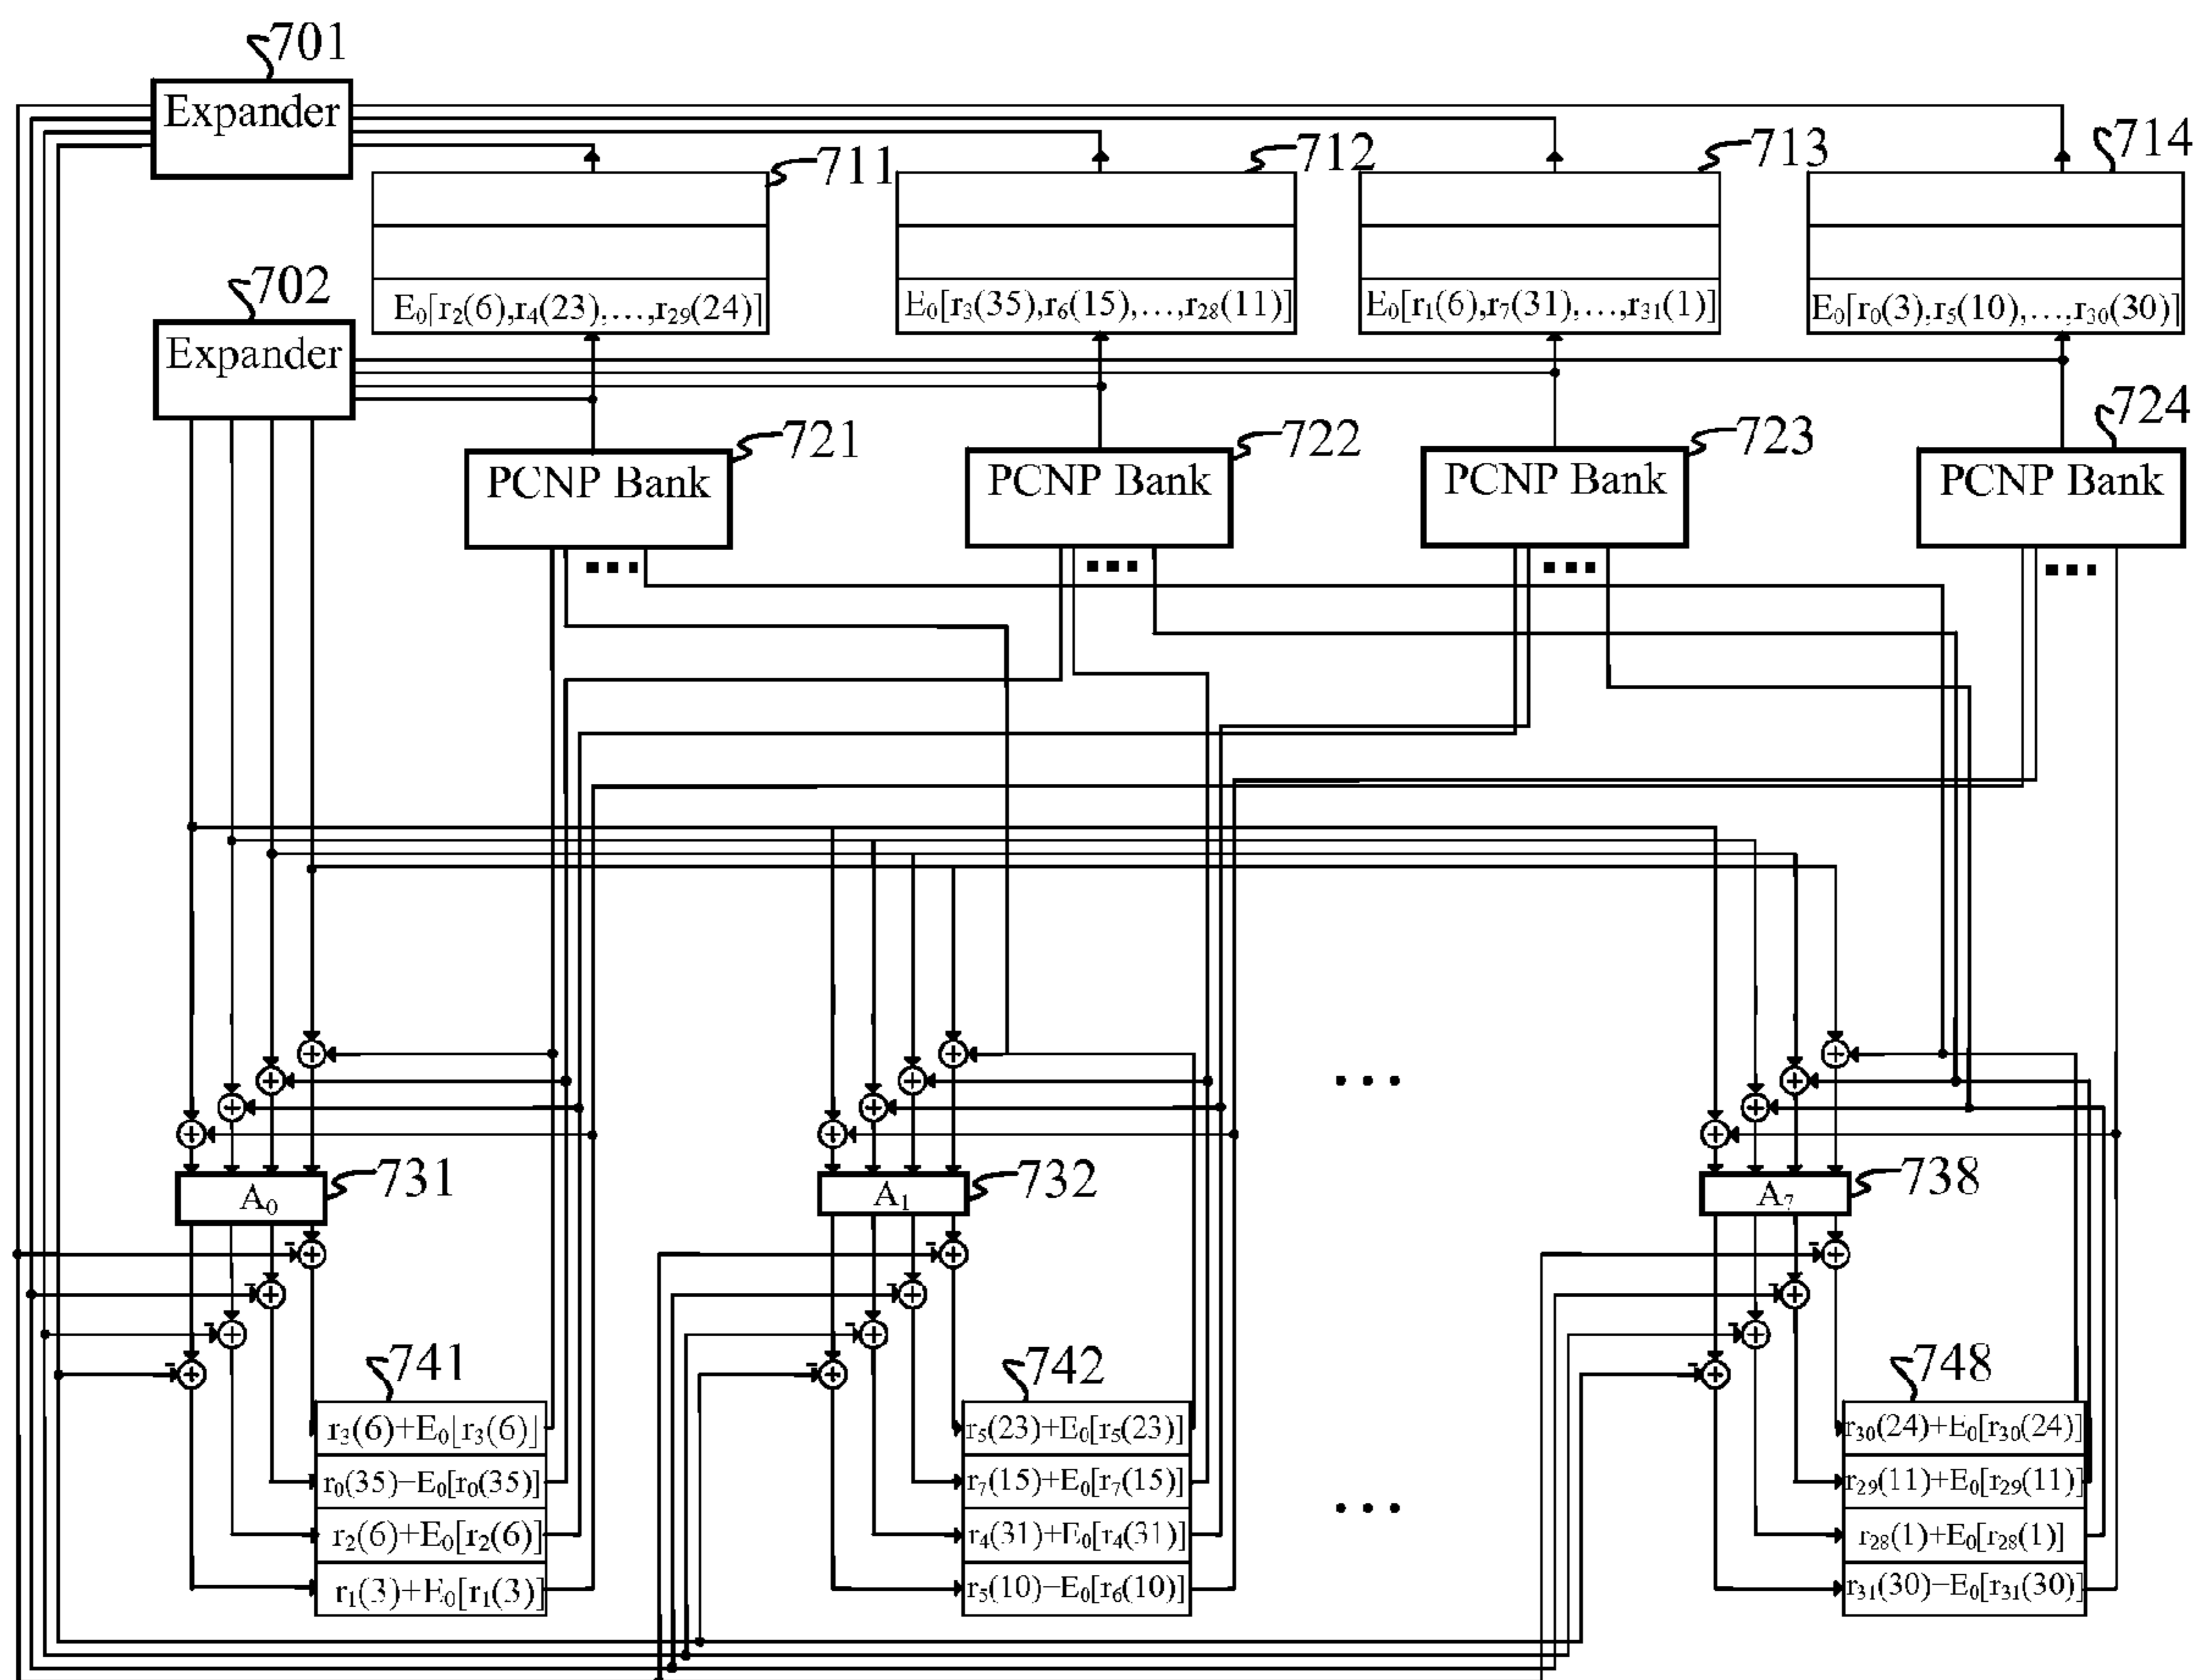 701
Expander
711
712
713
714
E₀[r₂(6),r₄(23),...,r₂₉(24)]
E₀[r₃(35),r₆(15),...,r₂₈(11)]
E₀[r₁(6),r₇(31),...,r₃₁(1)]
E₀[r₀(3),r₅(10),...,r₃₀(30)]
702
Expander
721
722
723
724
PCNP Bank
PCNP Bank
PCNP Bank
PCNP Bank
731
732
738
A₀
A₁
A₇
741
742
748
r₃(6)+E₀[r₃(6)]
r₀(35)−E₀[r₀(35)]
r₂(6)+E₀[r₂(6)]
r₁(3)+E₀[r₁(3)]
r₅(23)+E₀[r₅(23)]
r₇(15)+E₀[r₇(15)]
r₄(31)+E₀[r₄(31)]
r₅(10)−E₀[r₆(10)]
r₃₀(24)+E₀[r₃₀(24)]
r₂₉(11)+E₀[r₂₉(11)]
r₂₈(1)+E₀[r₂₈(1)]
r₃₁(30)−E₀[r₃₁(30)]